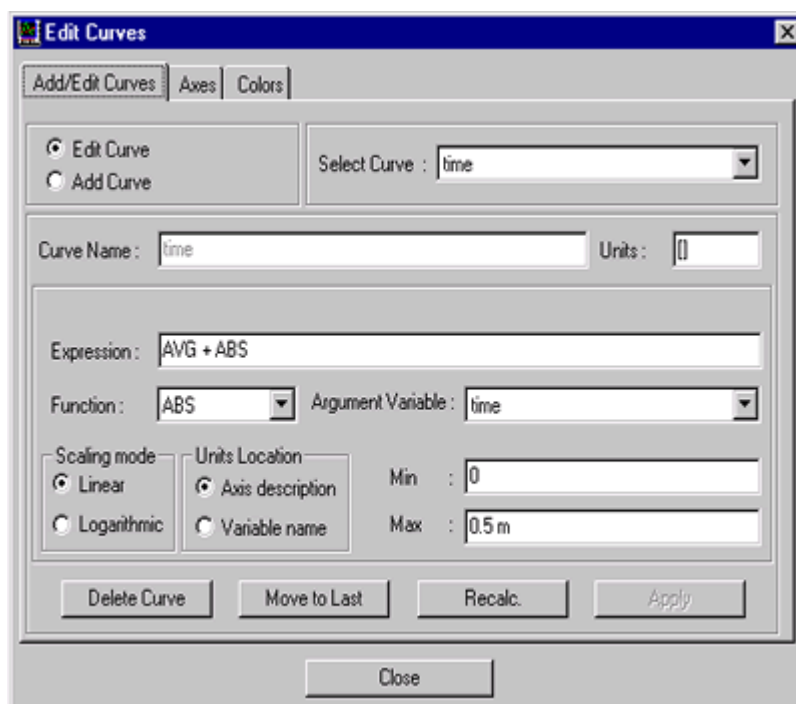 Edit Curves
Add/Edit Curves Axes Colors
Edit Curve
Add Curve
Select Curve : time
Curve Name : time Units : []
Expression : AVG + ABS
Function : ABS Argument Variable : time
Scaling mode
Linear
Logarithmic
Units Location
Axis description
Variable name
Min : 0
Max : 0.5 m
Delete Curve Move to Last Recalc. Apply
Close